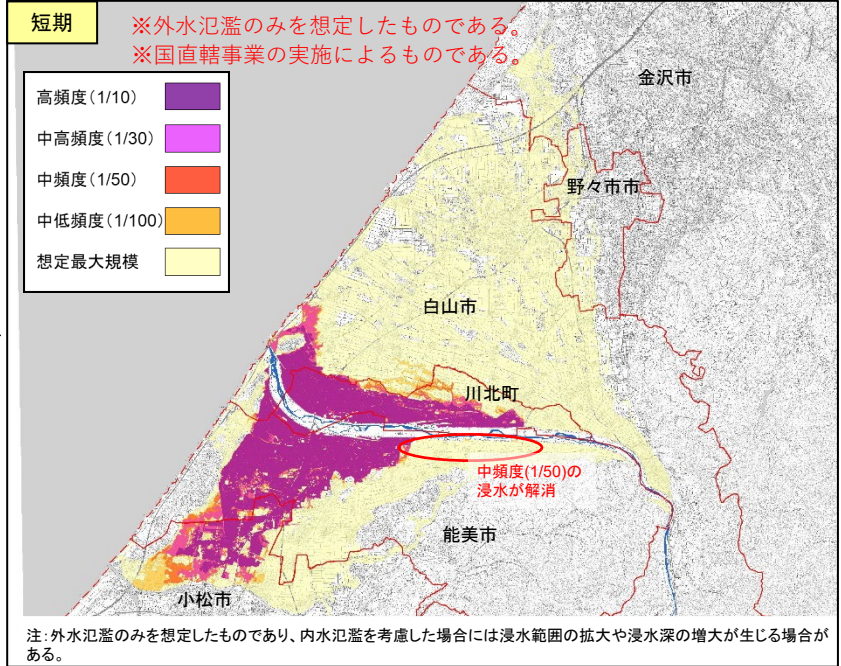 短期
※外水氾濫のみを想定したものである。
※国直轄事業の実施によるものである。
高頻度(1/10)
中高頻度(1/30)
中頻度(1/50)
中低頻度(1/100)
想定最大規模
金沢市
野々市市
白山市
川北町
中頻度(1/50)の
浸水が解消
能美市
小松市
注:外水氾濫のみを想定したものであり、内水氾濫を考慮した場合には浸水範囲の拡大や浸水深の増大が生じる場合が
ある。